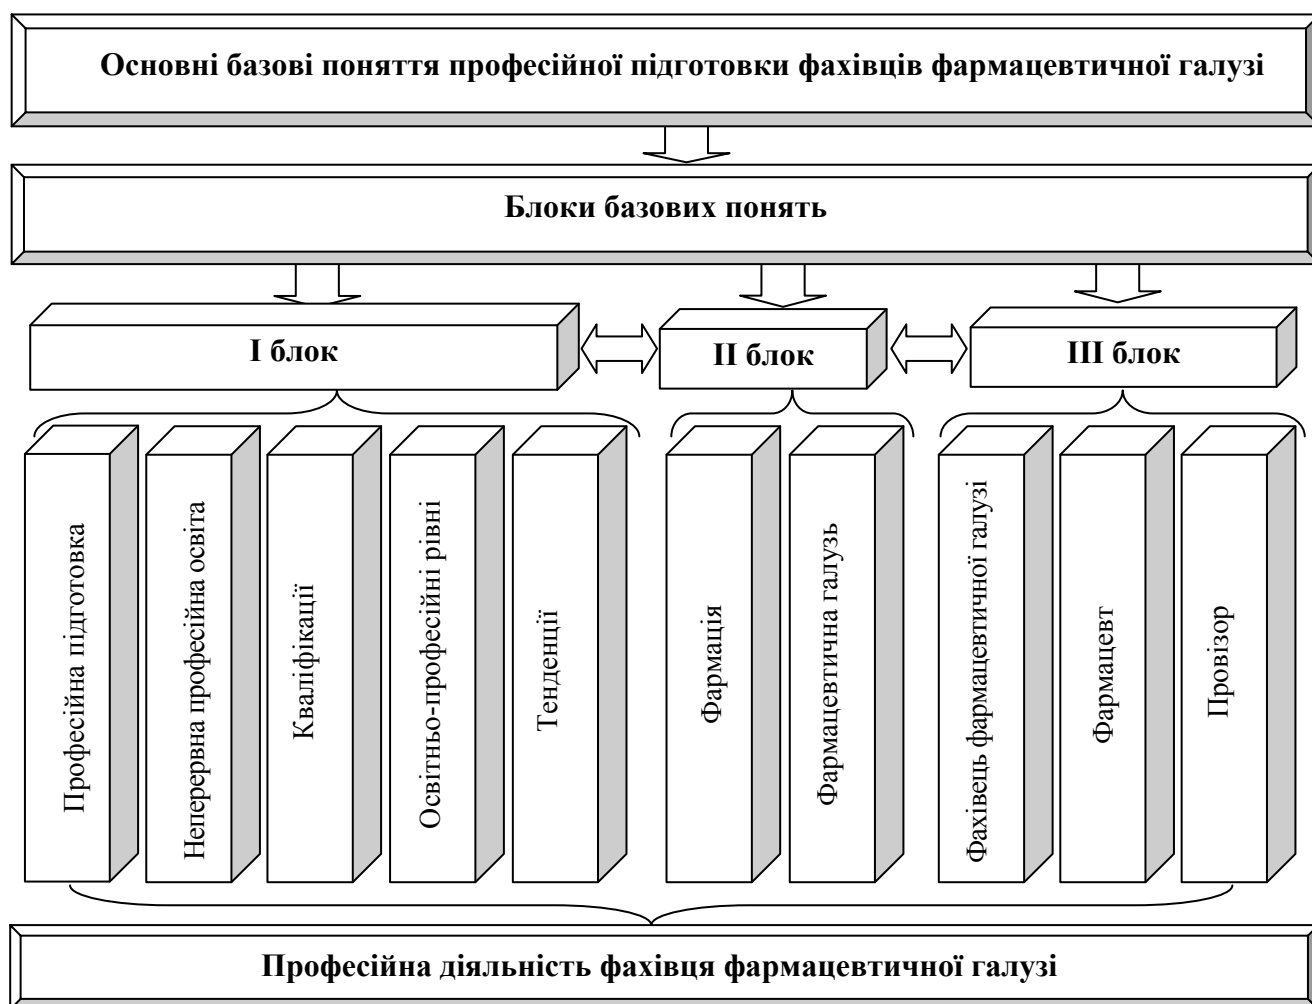 Основні базові поняття професійної підготовки фахівців фармацевтичної галузі
Блоки базових понять
І блок
ІІ блок
ІІІ блок
Професійна підготовка
Неперервна професійна освіта
Кваліфікації
Освітньо-професійні рівні
Тенденції
Фармація
Фармацевтична галузь
Фахівець фармацевтичної галузі
Фармацевт
Провізор
Професійна діяльність фахівця фармацевтичної галузі